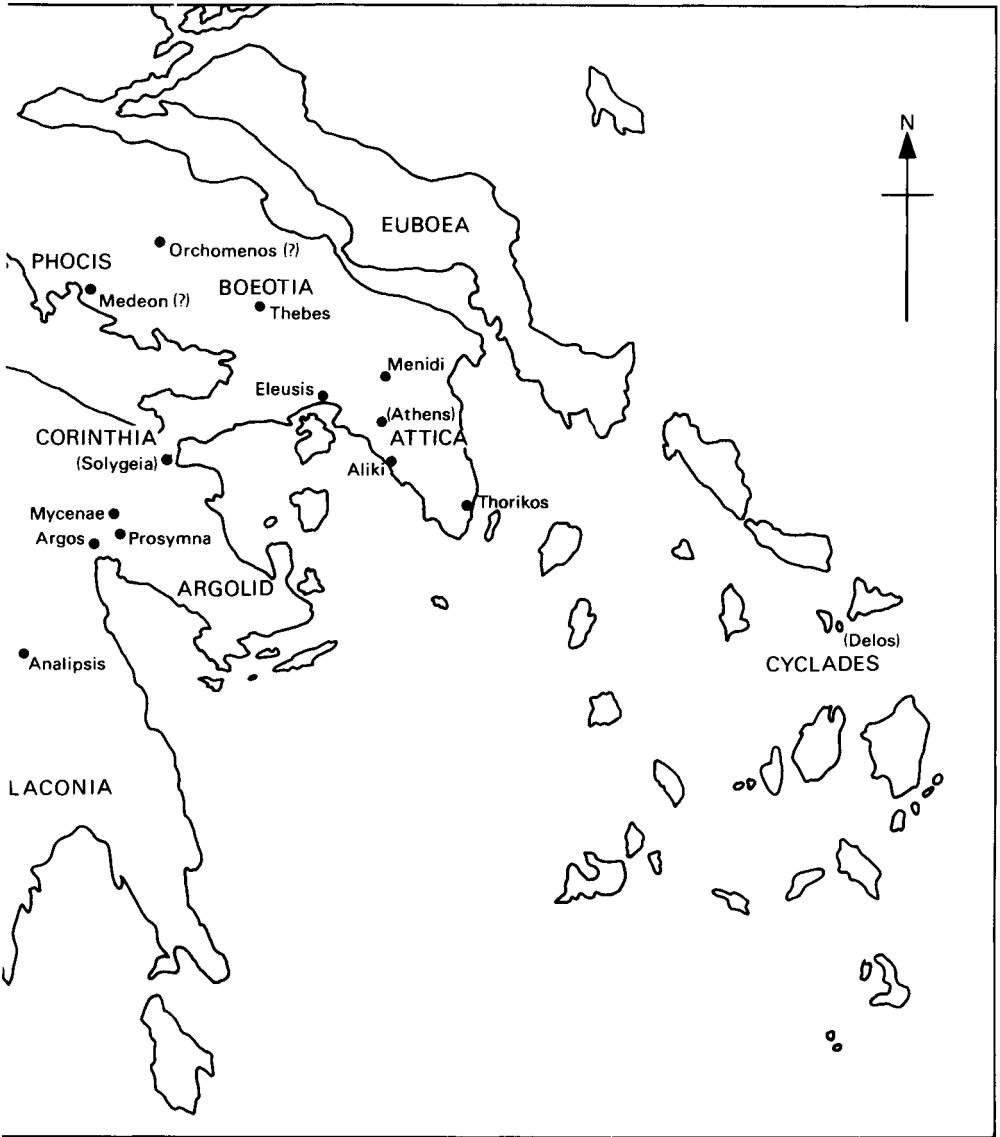 N
EUBOEA
Orchomenos (?)
PHOCIS
BOEOTIA
Medeon (?)
Thebes
Menidi
Eleusis
(Athens)
CORINTHIA
ATTICA
(Solygeia)
Aliki
Thorikos
Mycenae
Prosymna
Argos
ARGOLID
(Delos)
Analipsis
CYCLADES
LACONIA